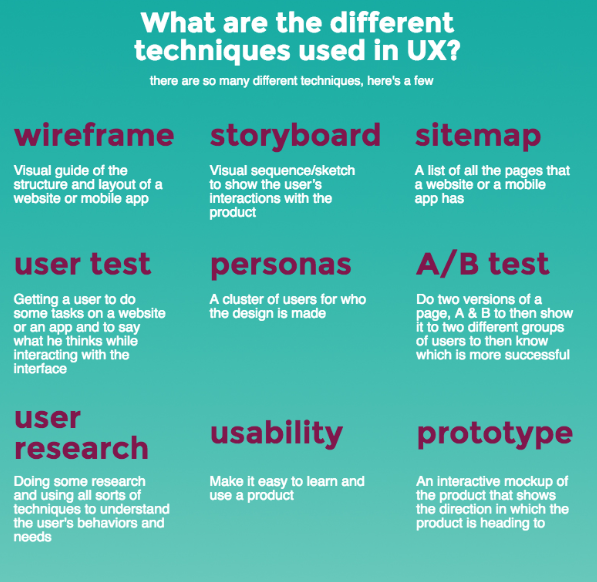 What are the different
techniques used in UX?
there are so many different techniques, here's a few
wireframe
Visual guide of the
structure and layout of a
website or mobile app
storyboard
Visual sequence/sketch
to show the user's
interactions with the
product
sitemap
A list of all the pages that
a website or a mobile
app has
user test
Getting a user to do
some tasks on a website
or an app and to say
what he thinks while
interacting with the
interface
personas
A cluster of users for who
the design is made
A/B test
Do two versions of a
page, A & B to then show
it to two different groups
of users to then know
which is more successful
user
research
Doing some research
and using all sorts of
techniques to understand
the user's behaviors and
needs
usability
Make it easy to learn and
use a product
prototype
An interactive mockup of
the product that shows
the direction in which the
product is heading to